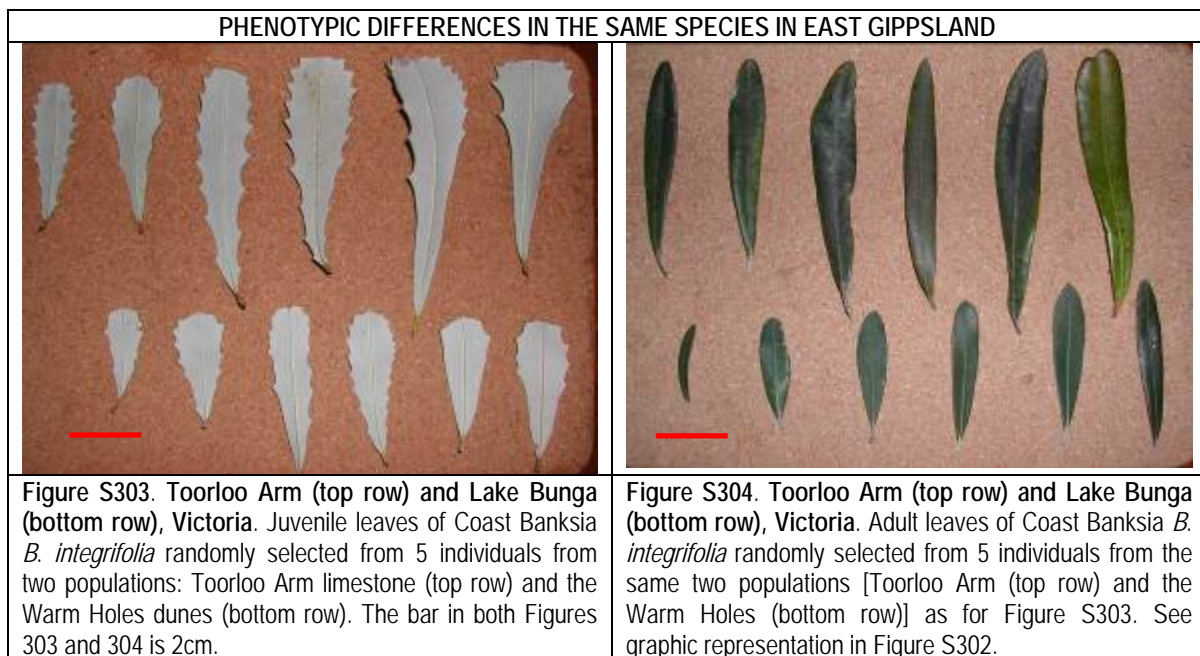 PHENOTYPIC DIFFERENCES IN THE SAME SPECIES IN EAST GIPPSLAND
Figure S303. Toorloo Arm (top row) and Lake Bunga
(bottom row), Victoria. Juvenile leaves of Coast Banksia
B. integrifolia randomly selected from 5 individuals from
two populations: Toorloo Arm limestone (top row) and the
Warm Holes dunes (bottom row). The bar in both Figures
303 and 304 is 2cm.
Figure S304. Toorloo Arm (top row) and Lake Bunga
(bottom row), Victoria. Adult leaves of Coast Banksia B.
integrifolia randomly selected from 5 individuals from the
same two populations [Toorloo Arm (top row) and the
Warm Holes (bottom row)] as for Figure S303. See
graphic representation in Figure S302.